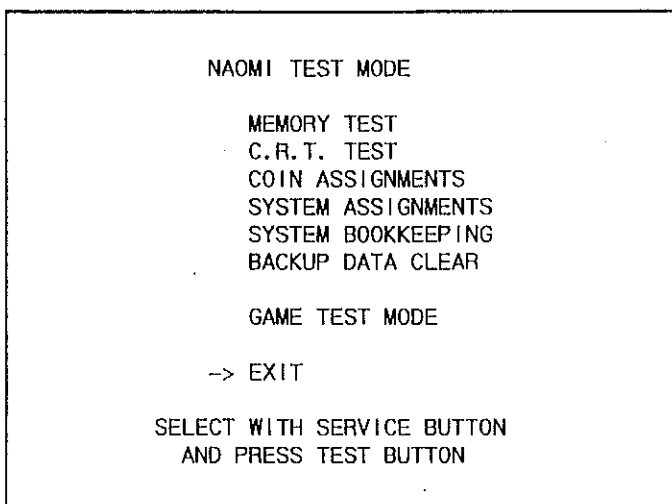 NAOMI TEST MODE
MEMORY TEST
C.R.T. TEST
COIN ASSIGNMENTS
SYSTEM ASSIGNMENTS
SYSTEM BOOKKEEPING
BACKUP DATA CLEAR
GAME TEST MODE
-> EXIT
SELECT WITH SERVICE BUTTON
AND PRESS TEST BUTTON